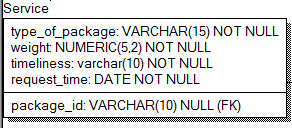 Service
type_of_package: VARCHAR(15) NOT NULL
weight: NUMERIC(5,2) NOT NULL
timeliness: varchar(10) NOT NULL
request_time: DATE NOT NULL
package_id: VARCHAR(10) NULL (FK)